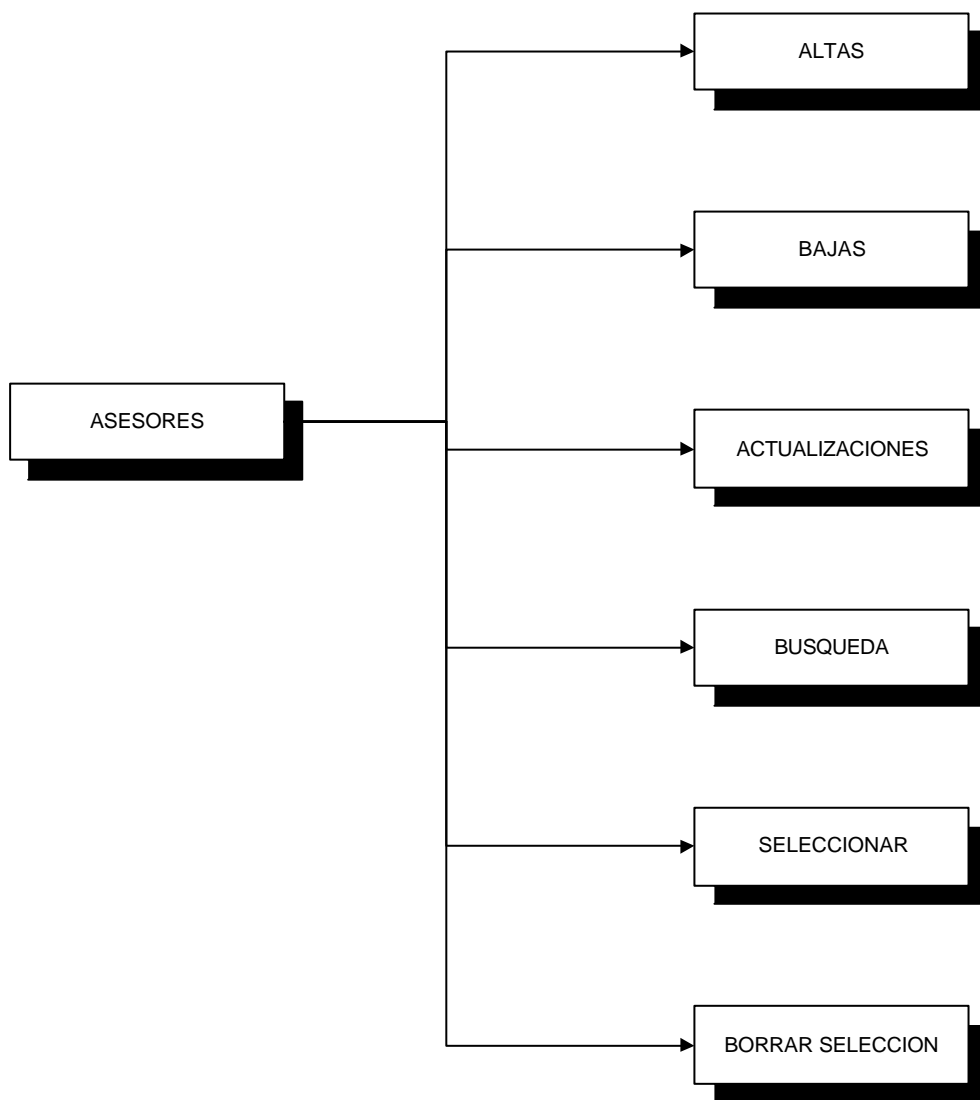 ALTAS
BAJAS
ASESORES
ACTUALIZACIONES
BUSQUEDA
SELECCIONAR
BORRAR SELECCION